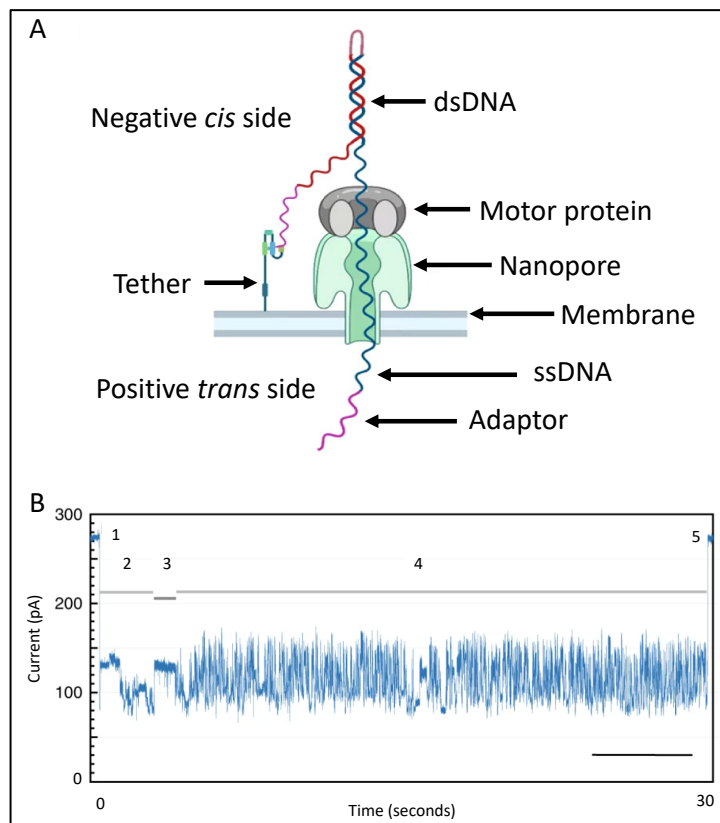 A
dsDNA
Negative cis side
Motor protein
Nanopore
Tether
Membrane
Positive trans side
ssDNA
Adaptor
B
300
1
5
2
3
4
200
Current (pA)
100
0
0
30
Time (seconds)